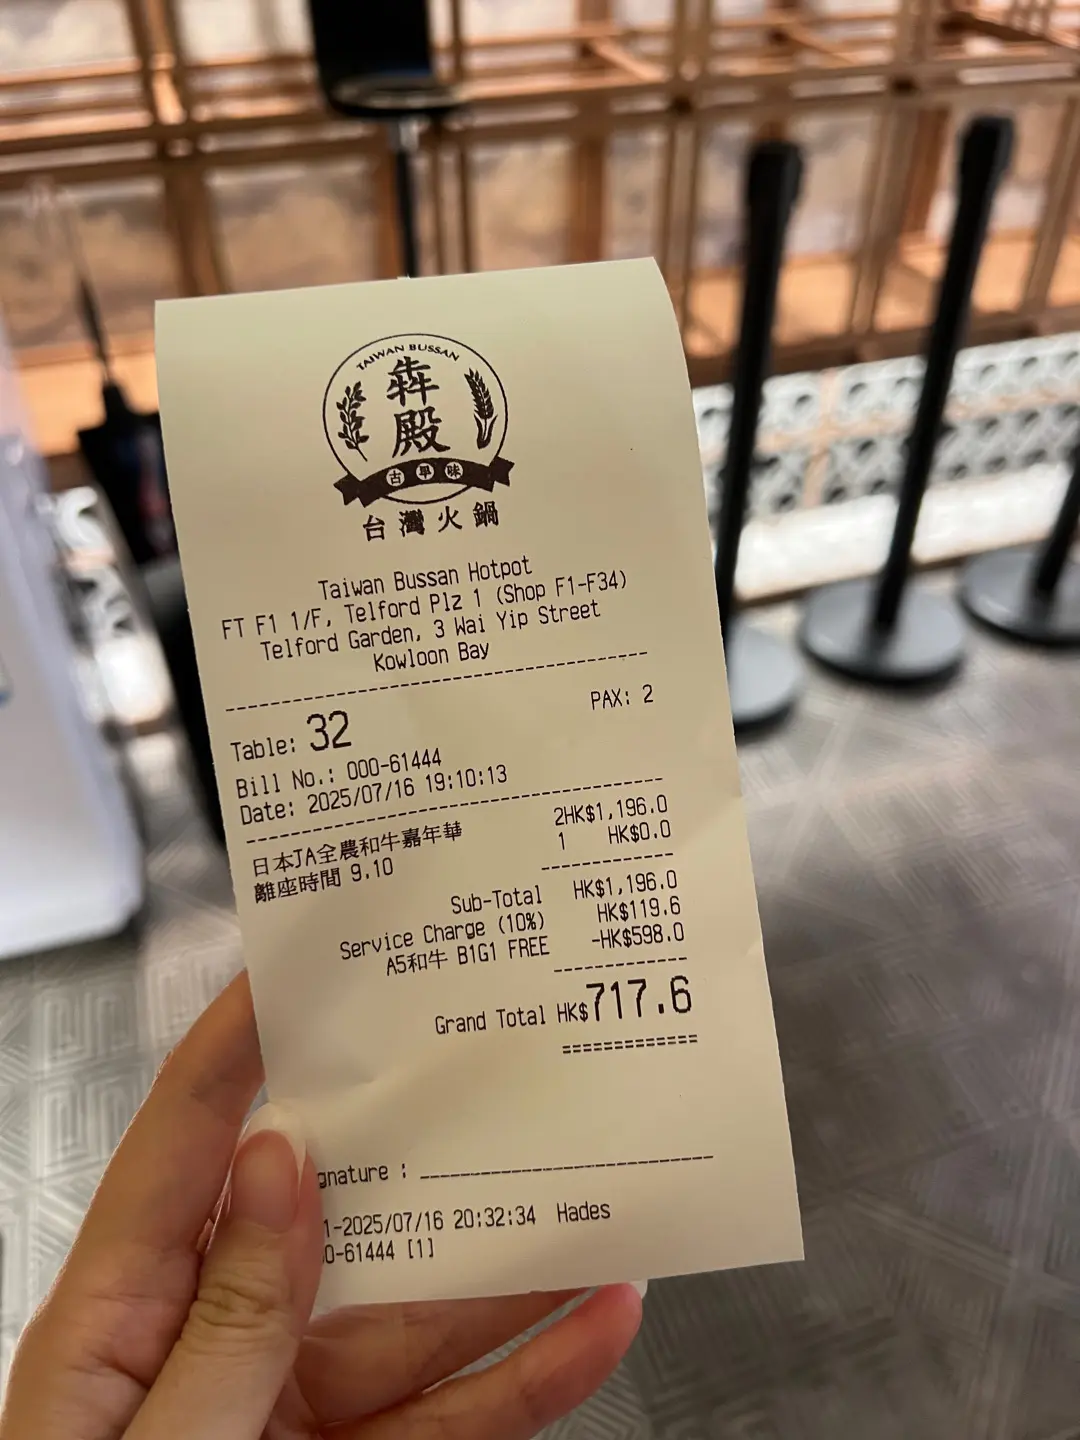 TAIWAN BUSSAN
犇殿
古早味
台灣火鍋
Taiwan Bussan Hotpot
FT F1 1/F, Telford Plz 1 (Shop F1-F34)
Telford Garden, 3 Wai Yip Street
Kowloon Bay
Table: 32 PAX: 2
Bill No.: 000-61444
Date: 2025/07/16 19:10:13
日本JA全農和牛嘉年華 2HK$1,196.0
離座時間 9.10 1 HK$0.0
Sub-Total HK$1,196.0
Service Charge (10%) HK$119.6
A5和牛 B1G1 FREE -HK$598.0
Grand Total HK$717.6
============
gnature :
1-2025/07/16 20:32:34 Hades
0-61444 [1]